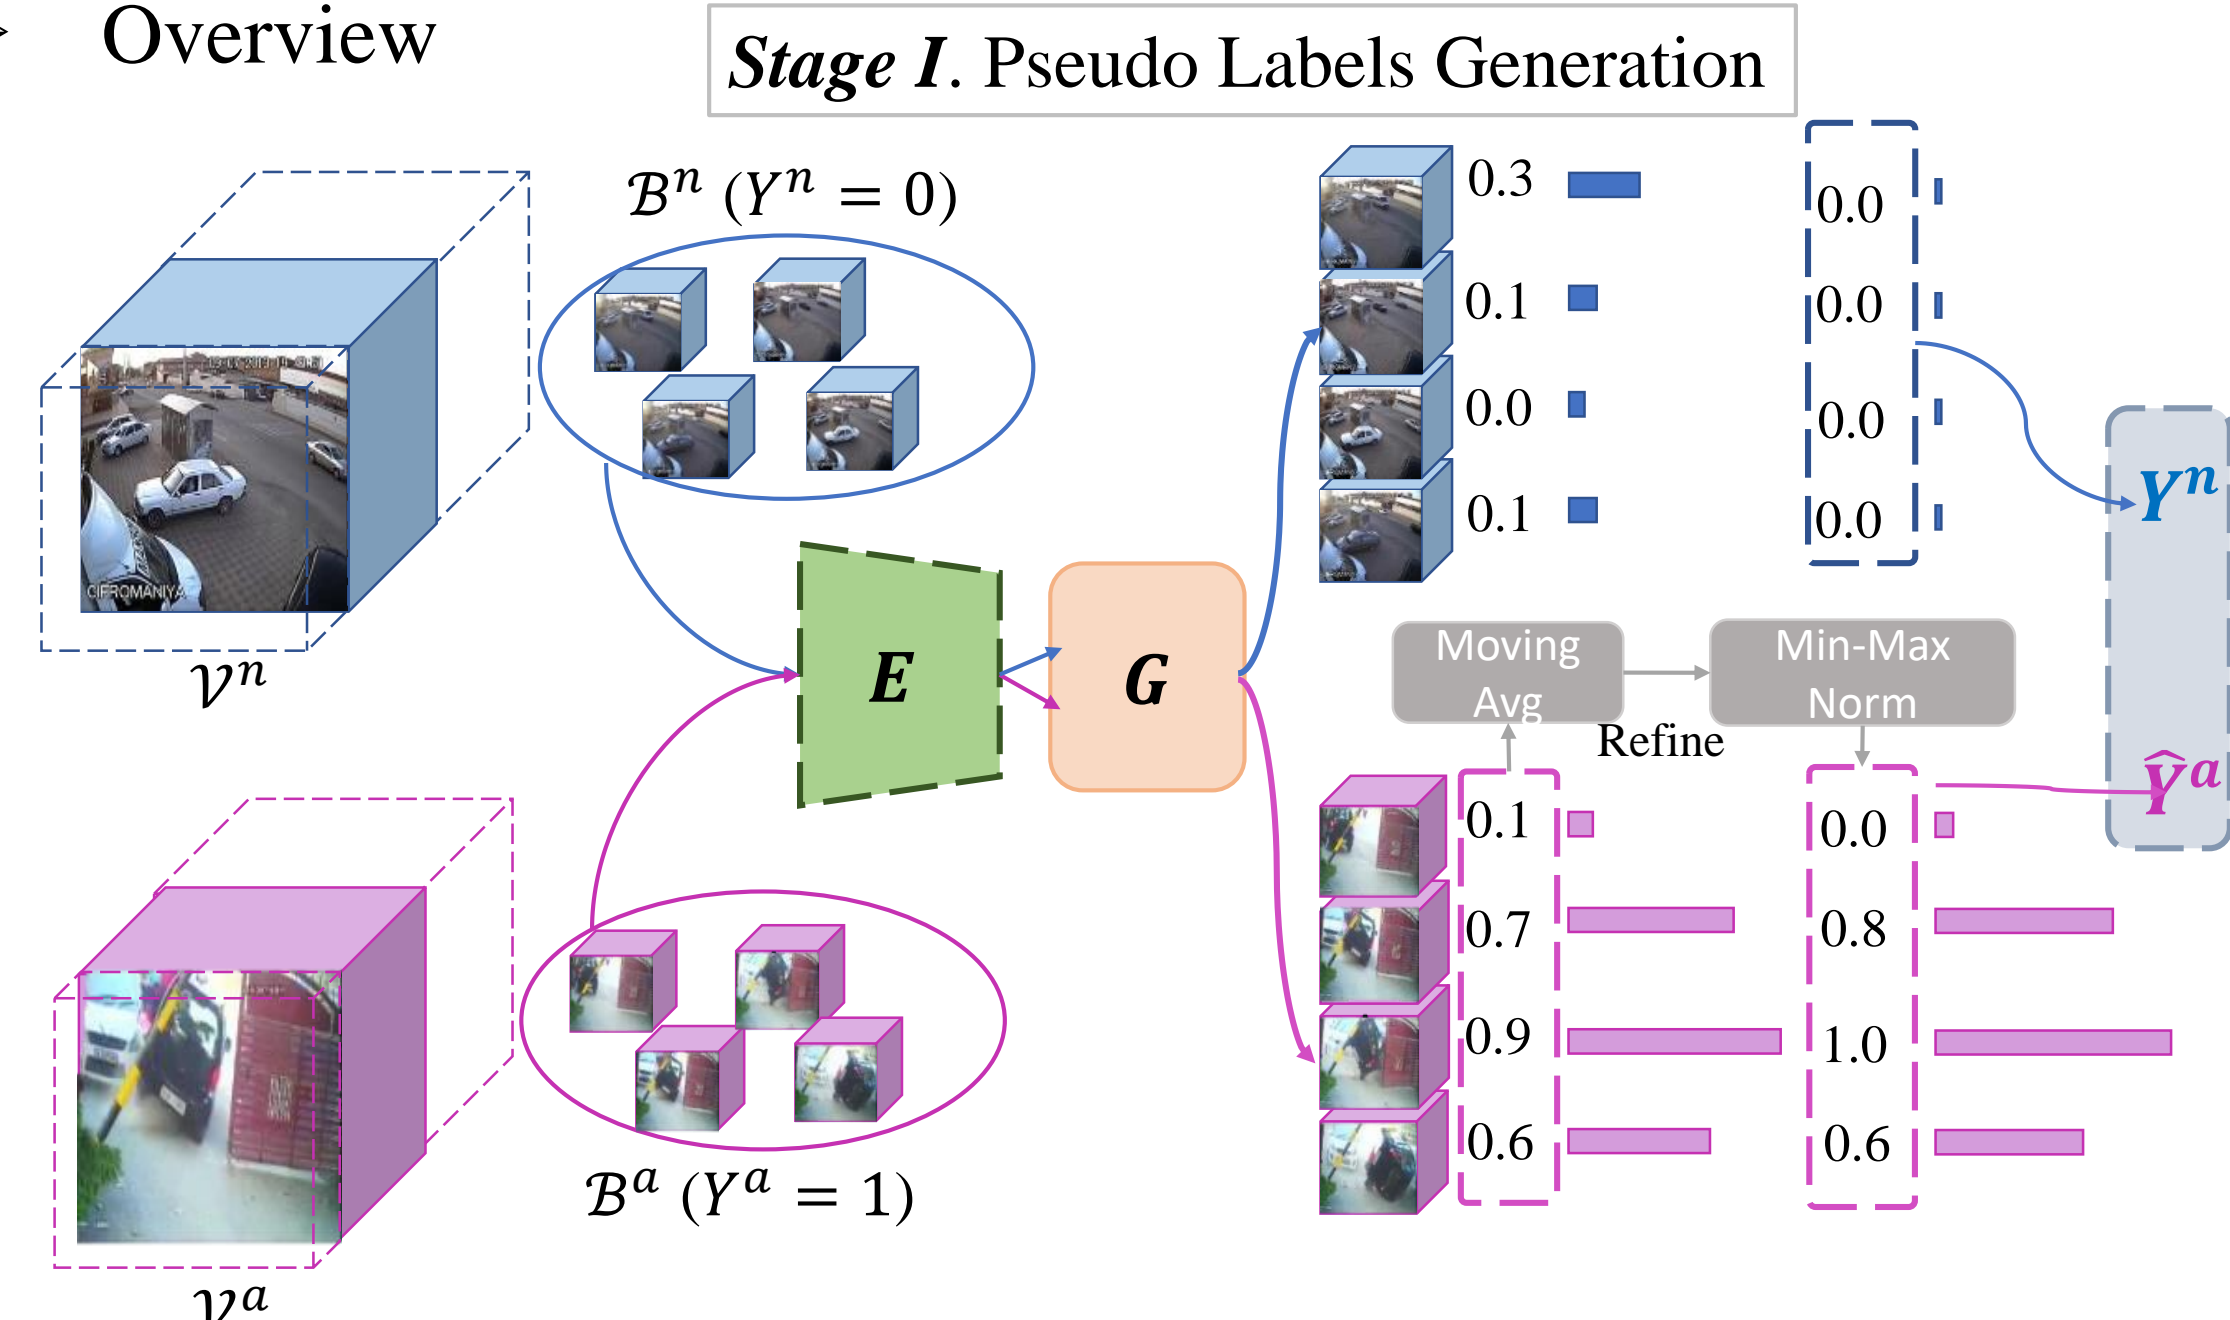 Overview
Stage I. Pseudo Labels Generation
ℬⁿ (Yⁿ = 0)
CIFROMANIYA
𝒱ⁿ
E
G
0.3
0.1
0.0
0.1
0.0
0.0
0.0
0.0
Yⁿ
Moving
Avg
Min-Max
Norm
Refine
Ŷᵃ
0.1
0.7
0.9
0.6
0.0
0.8
1.0
0.6
ℬᵃ (Yᵃ = 1)
𝒱ᵃ